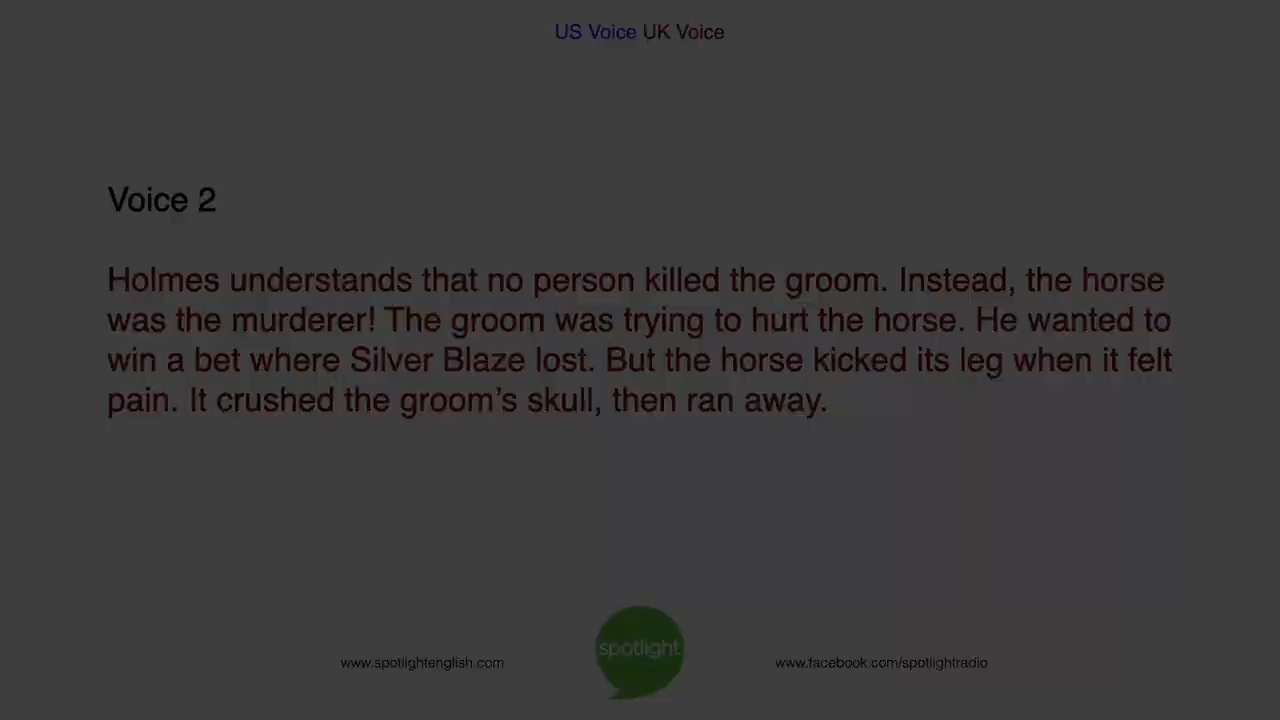 US Voice UK Voice
Voice 2
Holmes understands that no person killed the groom. Instead, the horse
was the murderer! The groom was trying to hurt the horse. He wanted to
win a bet where Silver Blaze lost. But the horse kicked its leg when it felt
pain. It crushed the groom’s skull, then ran away.
spotlight
www.spotlightenglish.com
www.facebook.com/spotlightradio